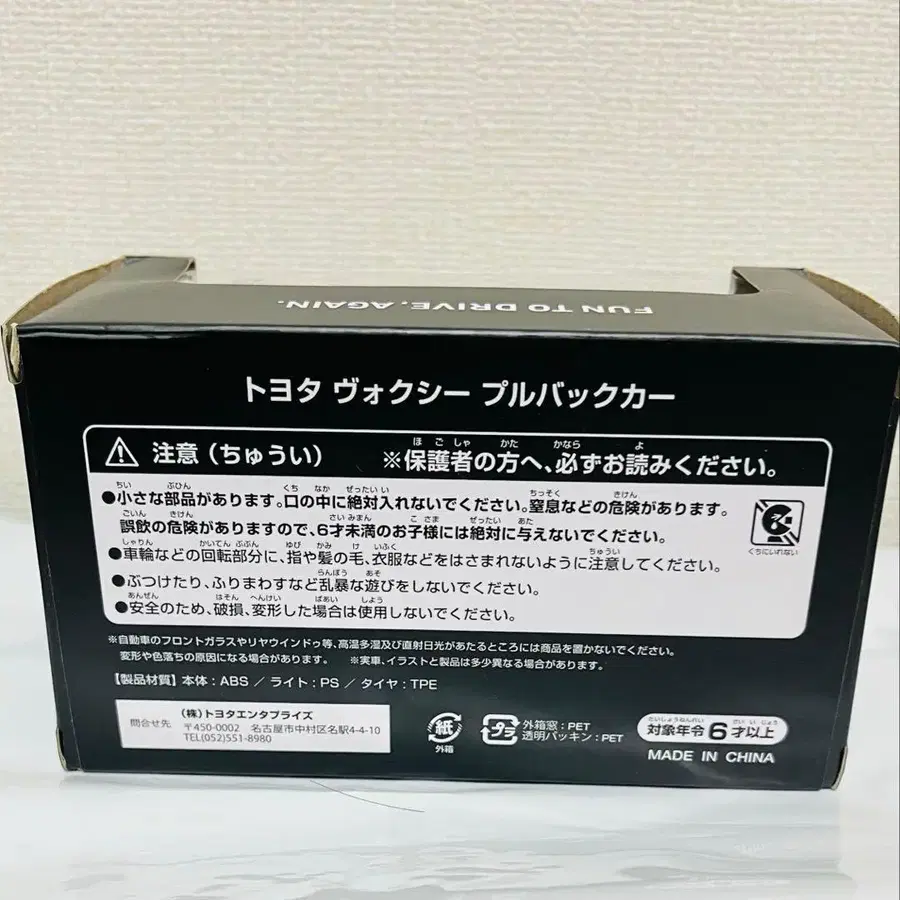 FUN TO DRIVE, AGAIN.
トヨタ ヴォクシー プルバックカー
注意(ちゅうい) ※保護者の方へ、必ずお読みください。
●小さな部品があります。口の中に絶対入れないでください。窒息などの危険があります。
誤飲の危険がありますので、6才未満のお子様には絶対に与えないでください。
●車輪などの回転部分に、指や髪の毛、衣服などをはさまれないように注意してください。
●ぶつけたり、ふりまわすなど乱暴な遊びをしないでください。
●安全のため、破損、変形した場合は使用しないでください。
くちにいれない
※自動車のフロントガラスやリヤウインドゥ等、高温多湿及び直射日光があたるところには商品を置かないでください。
変形や色落ちの原因になる場合があります。 ※実車、イラストと製品は多少異なる場合があります。
【製品材質】本体:ABS / ライト:PS / タイヤ:TPE
問合せ先
(株)トヨタエンタプライズ
〒450-0002 名古屋市中村区名駅4-4-10
TEL(052)551-8980
紙
外箱
プラ
外箱窓:PET
透明パッキン:PET
対象年令6才以上
MADE IN CHINA